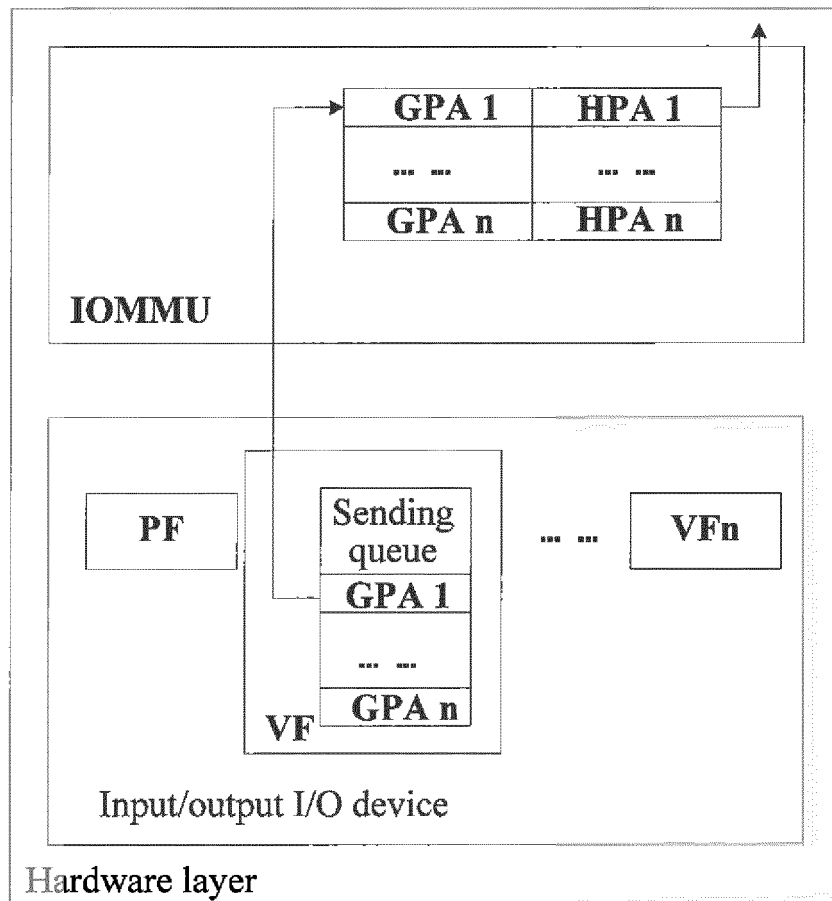 GPA 1 HPA 1
... ... ... ...
GPA n HPA n
IOMMU
PF
Sending
queue
GPA 1
... ...
GPA n
VF
... ...
VFn
Input/output I/O device
Hardware layer